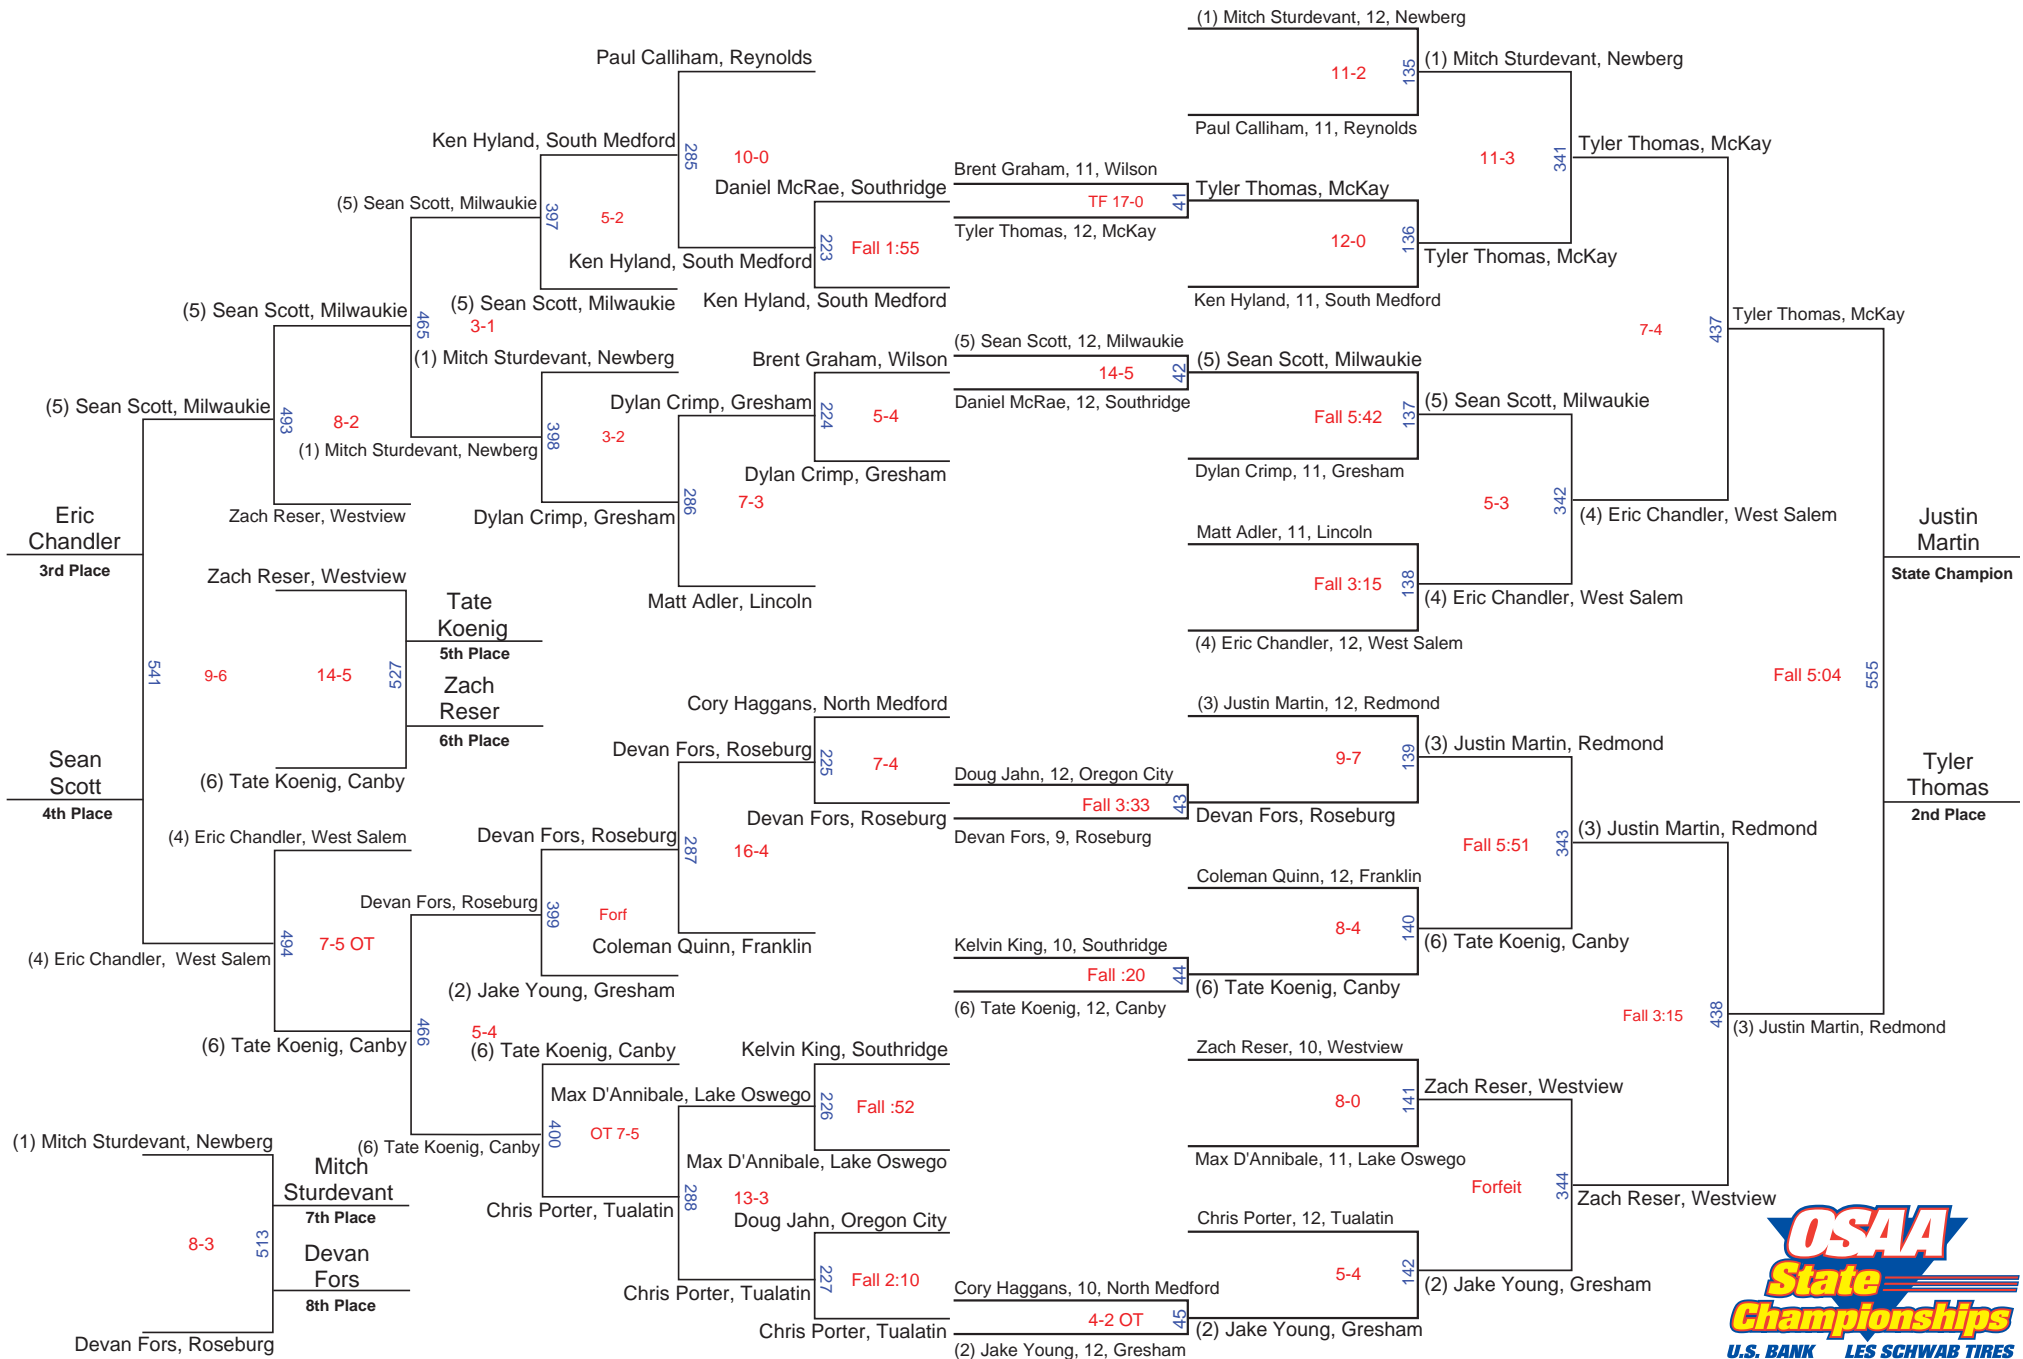 (1) Mitch Sturdevant, 12, Newberg
11-2
135
Paul Calliham, 11, Reynolds
(1) Mitch Sturdevant, Newberg
Brent Graham, 11, Wilson
TF 17-0
41
Tyler Thomas, 12, McKay
Tyler Thomas, McKay
12-0
136
Ken Hyland, 11, South Medford
Tyler Thomas, McKay
11-3
341
Tyler Thomas, McKay
(5) Sean Scott, 12, Milwaukie
14-5
42
Daniel McRae, 12, Southridge
(5) Sean Scott, Milwaukie
Fall 5:42
137
Dylan Crimp, 11, Gresham
(5) Sean Scott, Milwaukie
Matt Adler, 11, Lincoln
Fall 3:15
138
(4) Eric Chandler, 12, West Salem
(4) Eric Chandler, West Salem
5-3
342
(4) Eric Chandler, West Salem
7-4
437
Tyler Thomas, McKay
(3) Justin Martin, 12, Redmond
9-7
139
(3) Justin Martin, Redmond
Doug Jahn, 12, Oregon City
Fall 3:33
43
Devan Fors, 9, Roseburg
Devan Fors, Roseburg
Fall 5:51
343
(3) Justin Martin, Redmond
Coleman Quinn, 12, Franklin
8-4
140
(6) Tate Koenig, Canby
Kelvin King, 10, Southridge
Fall :20
44
(6) Tate Koenig, 12, Canby
(6) Tate Koenig, Canby
Zach Reser, 10, Westview
8-0
141
Max D'Annibale, 11, Lake Oswego
Zach Reser, Westview
Forfeit
344
Zach Reser, Westview
Chris Porter, 12, Tualatin
5-4
142
(2) Jake Young, Gresham
Cory Haggans, 10, North Medford
4-2 OT
45
(2) Jake Young, 12, Gresham
(2) Jake Young, Gresham
Fall 3:15
438
(3) Justin Martin, Redmond
Fall 5:04
555
Justin
Martin
State Champion
Tyler
Thomas
2nd Place
Paul Calliham, Reynolds
Ken Hyland, South Medford
285
10-0
Daniel McRae, Southridge
223
Fall 1:55
Ken Hyland, South Medford
Ken Hyland, South Medford
(5) Sean Scott, Milwaukie
397
5-2
(5) Sean Scott, Milwaukie
(5) Sean Scott, Milwaukie
465
3-1
(1) Mitch Sturdevant, Newberg
Brent Graham, Wilson
Dylan Crimp, Gresham
224
5-4
Dylan Crimp, Gresham
398
3-2
(1) Mitch Sturdevant, Newberg
286
7-3
Dylan Crimp, Gresham
Matt Adler, Lincoln
(5) Sean Scott, Milwaukie
493
8-2
Zach Reser, Westview
Eric
Chandler
3rd Place
541
9-6
Sean
Scott
4th Place
Zach Reser, Westview
14-5
527
(6) Tate Koenig, Canby
Tate
Koenig
5th Place
Zach
Reser
6th Place
Cory Haggans, North Medford
Devan Fors, Roseburg
225
7-4
Devan Fors, Roseburg
Devan Fors, Roseburg
287
16-4
Coleman Quinn, Franklin
(4) Eric Chandler, West Salem
Devan Fors, Roseburg
399
Forf
(2) Jake Young, Gresham
494
7-5 OT
(4) Eric Chandler, West Salem
(6) Tate Koenig, Canby
466
5-4
(6) Tate Koenig, Canby
Kelvin King, Southridge
Max D'Annibale, Lake Oswego
226
Fall :52
Max D'Annibale, Lake Oswego
400
OT 7-5
(6) Tate Koenig, Canby
288
13-3
Chris Porter, Tualatin
Doug Jahn, Oregon City
227
Fall 2:10
Chris Porter, Tualatin
Chris Porter, Tualatin
(1) Mitch Sturdevant, Newberg
8-3
513
Devan Fors, Roseburg
Mitch
Sturdevant
7th Place
Devan
Fors
8th Place
OSAA
State
Championships
U.S. BANK LES SCHWAB TIRES